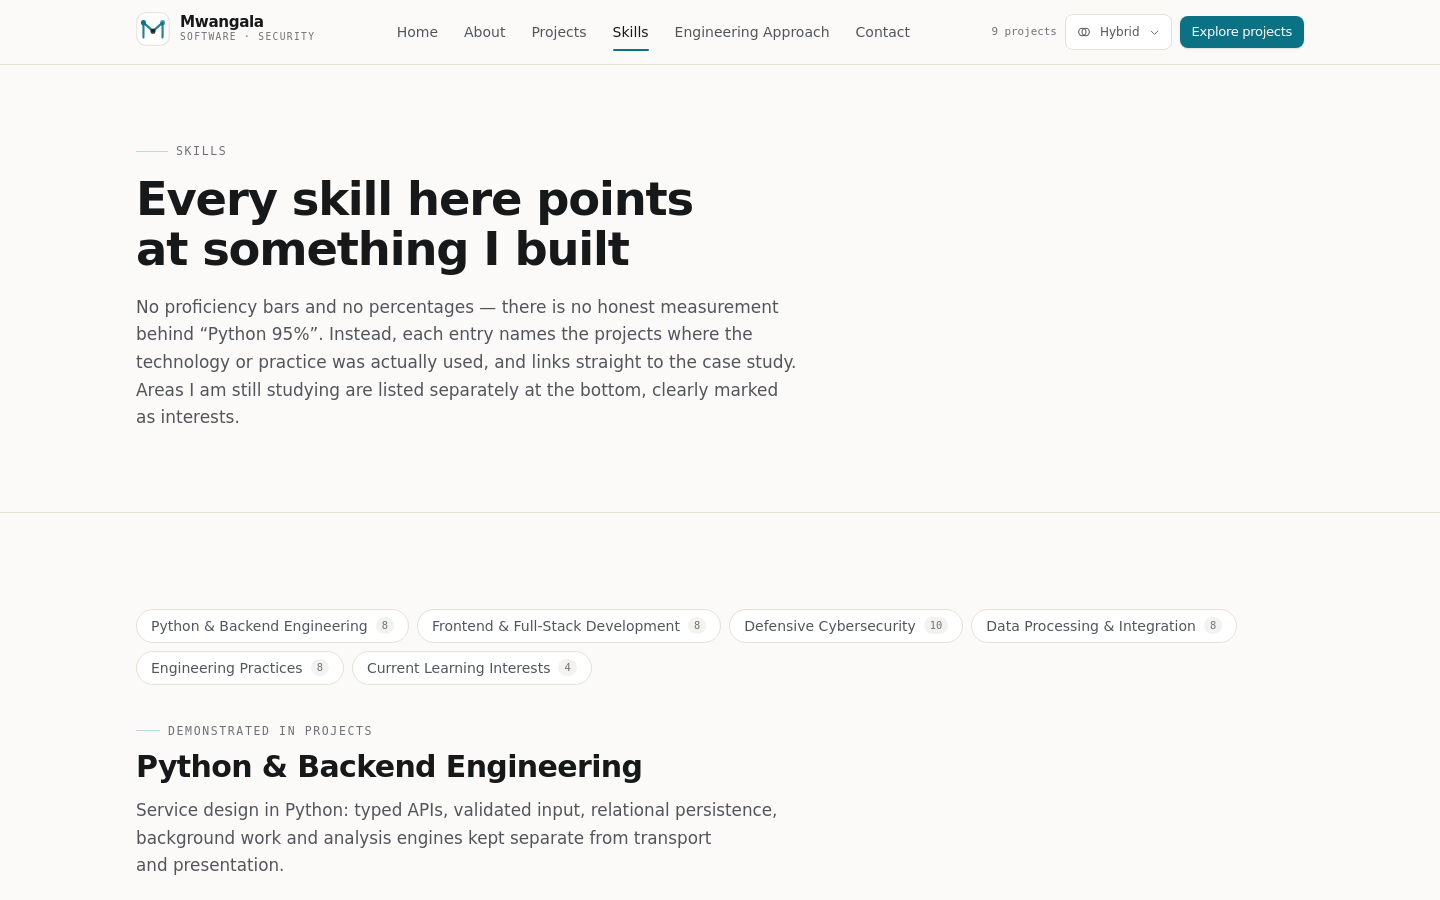 Mwangala
SOFTWARE · SECURITY
Home
About
Projects
Skills
Engineering Approach
Contact
9 projects
Hybrid
Explore projects
SKILLS
Every skill here points
at something I built
No proficiency bars and no percentages — there is no honest measurement
behind “Python 95%”. Instead, each entry names the projects where the
technology or practice was actually used, and links straight to the case study.
Areas I am still studying are listed separately at the bottom, clearly marked
as interests.
Python & Backend Engineering 8
Frontend & Full-Stack Development 8
Defensive Cybersecurity 10
Data Processing & Integration 8
Engineering Practices 8
Current Learning Interests 4
DEMONSTRATED IN PROJECTS
Python & Backend Engineering
Service design in Python: typed APIs, validated input, relational persistence,
background work and analysis engines kept separate from transport
and presentation.